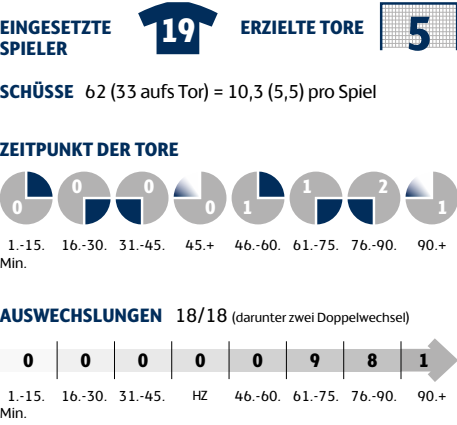 EINGESETZTE SPIELER 19 ERZIELTE TORE 5
SCHÜSSE 62 (33 aufs Tor) = 10,3 (5,5) pro Spiel
ZEITPUNKT DER TORE
0 0 0 0 1 1 2 1
1.-15. Min. 16.-30. 31.-45. 45.+ 46.-60. 61.-75. 76.-90. 90.+
AUSWECHSLUNGEN 18/18 (darunter zwei Doppelwechsel)
0 0 0 0 0 9 8 1
1.-15. Min. 16.-30. 31.-45. HZ 46.-60. 61.-75. 76.-90. 90.+